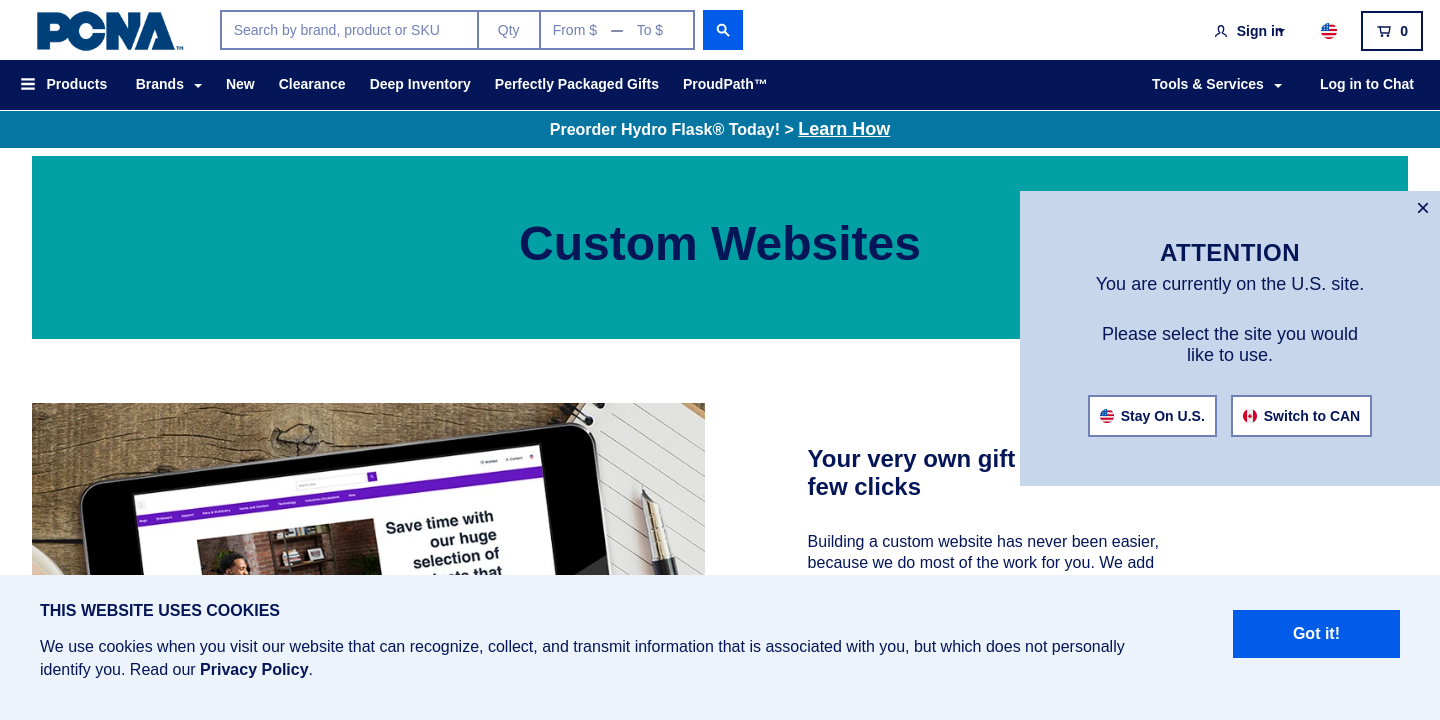 PCNA™
Search by brand, product or SKU
Qty
From $ — To $
Sign in
0
Products
Brands
New
Clearance
Deep Inventory
Perfectly Packaged Gifts
ProudPath™
Tools & Services
Log in to Chat
Preorder Hydro Flask® Today! > Learn How
Custom Websites
×
ATTENTION
You are currently on the U.S. site.
Please select the site you would
like to use.
Stay On U.S.
Switch to CAN
Save time with
our huge
selection of
Your very own gift
few clicks
Building a custom website has never been easier,
because we do most of the work for you. We add
THIS WEBSITE USES COOKIES
We use cookies when you visit our website that can recognize, collect, and transmit information that is associated with you, but which does not personally
identify you. Read our Privacy Policy.
Got it!